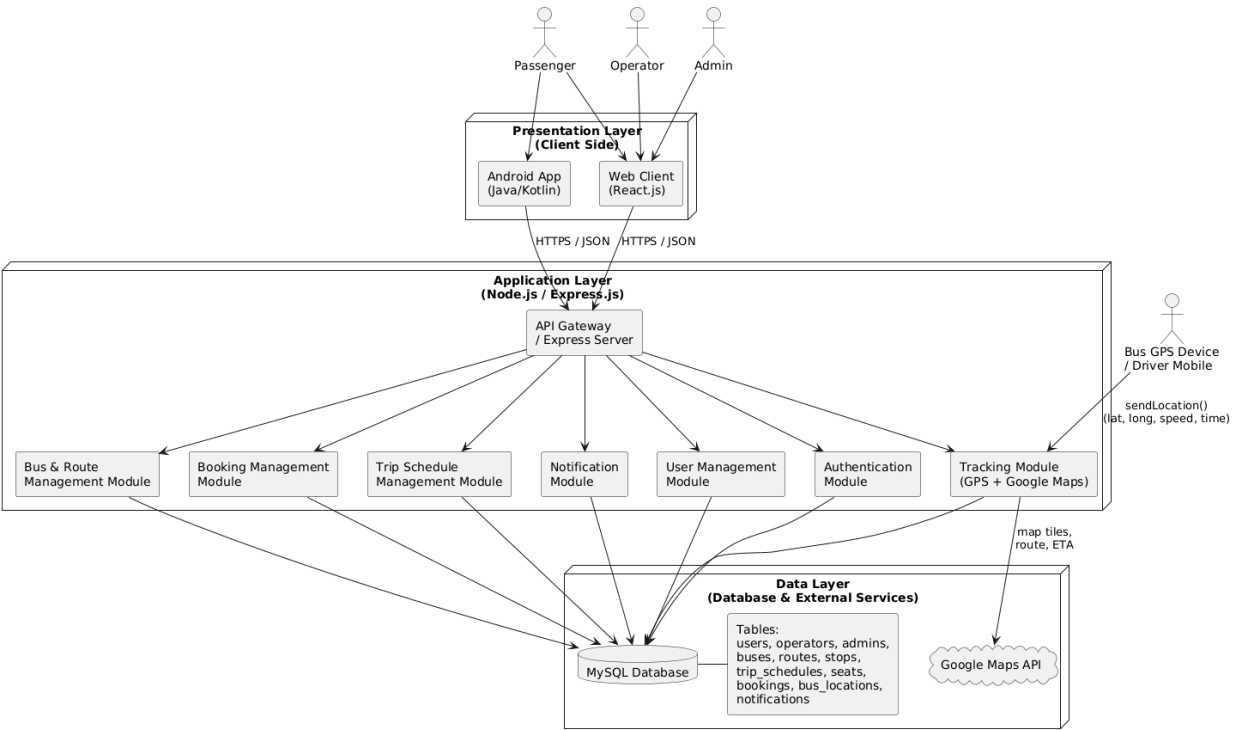 Passenger
Operator
Admin
Presentation Layer
(Client Side)
Android App
(Java/Kotlin)
Web Client
(React.js)
HTTPS / JSON
HTTPS / JSON
Application Layer
(Node.js / Express.js)
API Gateway
/ Express Server
Bus GPS Device
/ Driver Mobile
sendLocation()
(lat, long, speed, time)
Bus & Route
Management Module
Booking Management
Module
Trip Schedule
Management Module
Notification
Module
User Management
Module
Authentication
Module
Tracking Module
(GPS + Google Maps)
map tiles,
route, ETA
Data Layer
(Database & External Services)
MySQL Database
Tables:
users, operators, admins,
buses, routes, stops,
trip_schedules, seats,
bookings, bus_locations,
notifications
Google Maps API